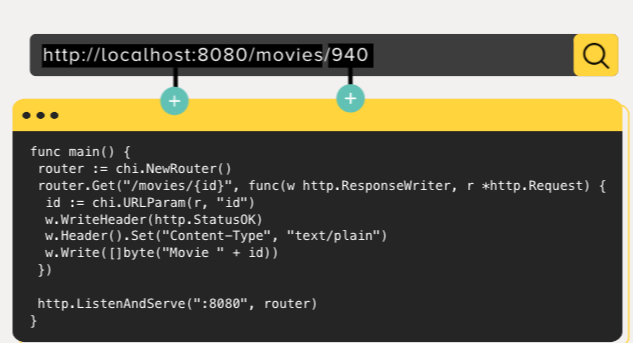 http://localhost:8080/movies/940
func main() {
router := chi.NewRouter()
router.Get("/movies/{id}", func(w http.ResponseWriter, r *http.Request) {
id := chi.URLParam(r, "id")
w.WriteHeader(http.StatusOK)
w.Header().Set("Content-Type", "text/plain")
w.Write([]byte("Movie " + id))
})
http.ListenAndServe(":8080", router)
}